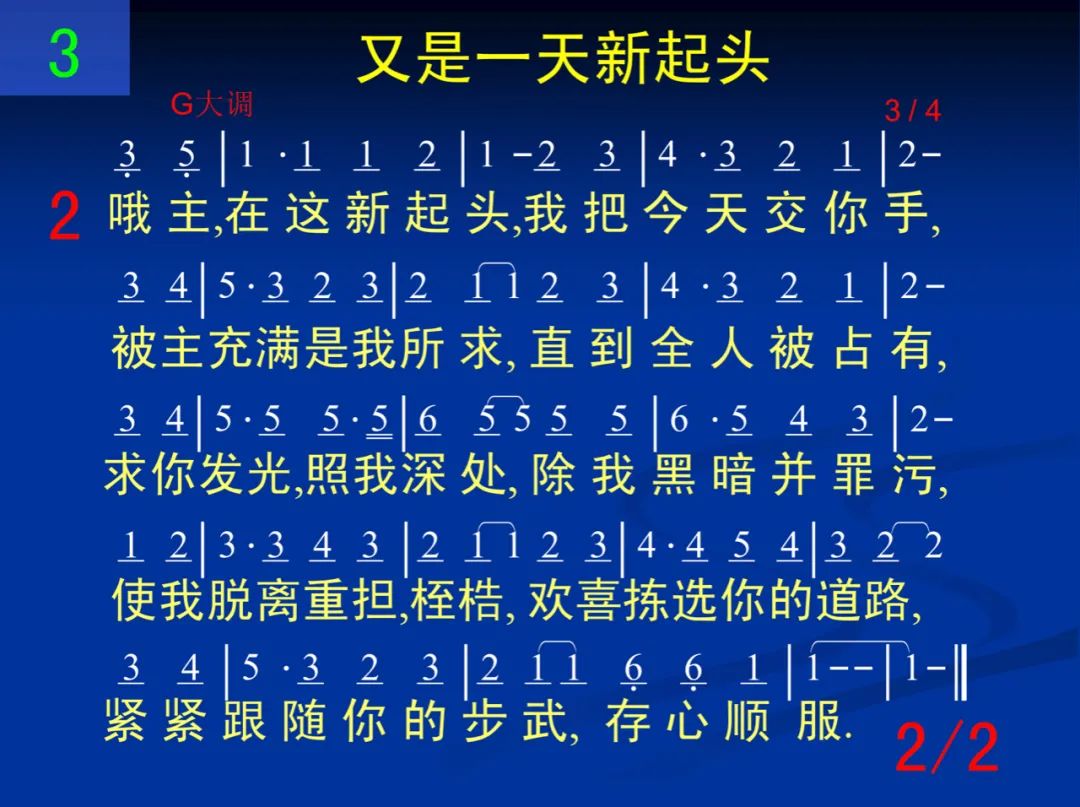 3
又是一天新起头
G大调
3 / 4
3 5 | 1 · 1 1 2 | 1 - 2 3 | 4 · 3 2 1 | 2 -
2
哦 主,在 这 新 起 头,我 把 今 天 交 你 手,
3 4 | 5 · 3 2 3 | 2 1 1 2 3 | 4 · 3 2 1 | 2 -
被主充满是我所 求, 直 到 全 人 被 占 有,
3 4 | 5 · 5 5 · 5 | 6 5 5 5 5 | 6 · 5 4 3 | 2 -
求你发光,照我深 处, 除 我 黑 暗 并 罪 污,
1 2 | 3 · 3 4 3 | 2 1 1 2 3 | 4 · 4 5 4 | 3 2 2
使我脱离重担,桎梏, 欢喜拣选你的道路,
3 4 | 5 · 3 2 3 | 2 1 1 6 6 1 | 1 - - | 1 - ‖
紧 紧 跟 随 你 的 步 武, 存 心 顺 服.
2/2